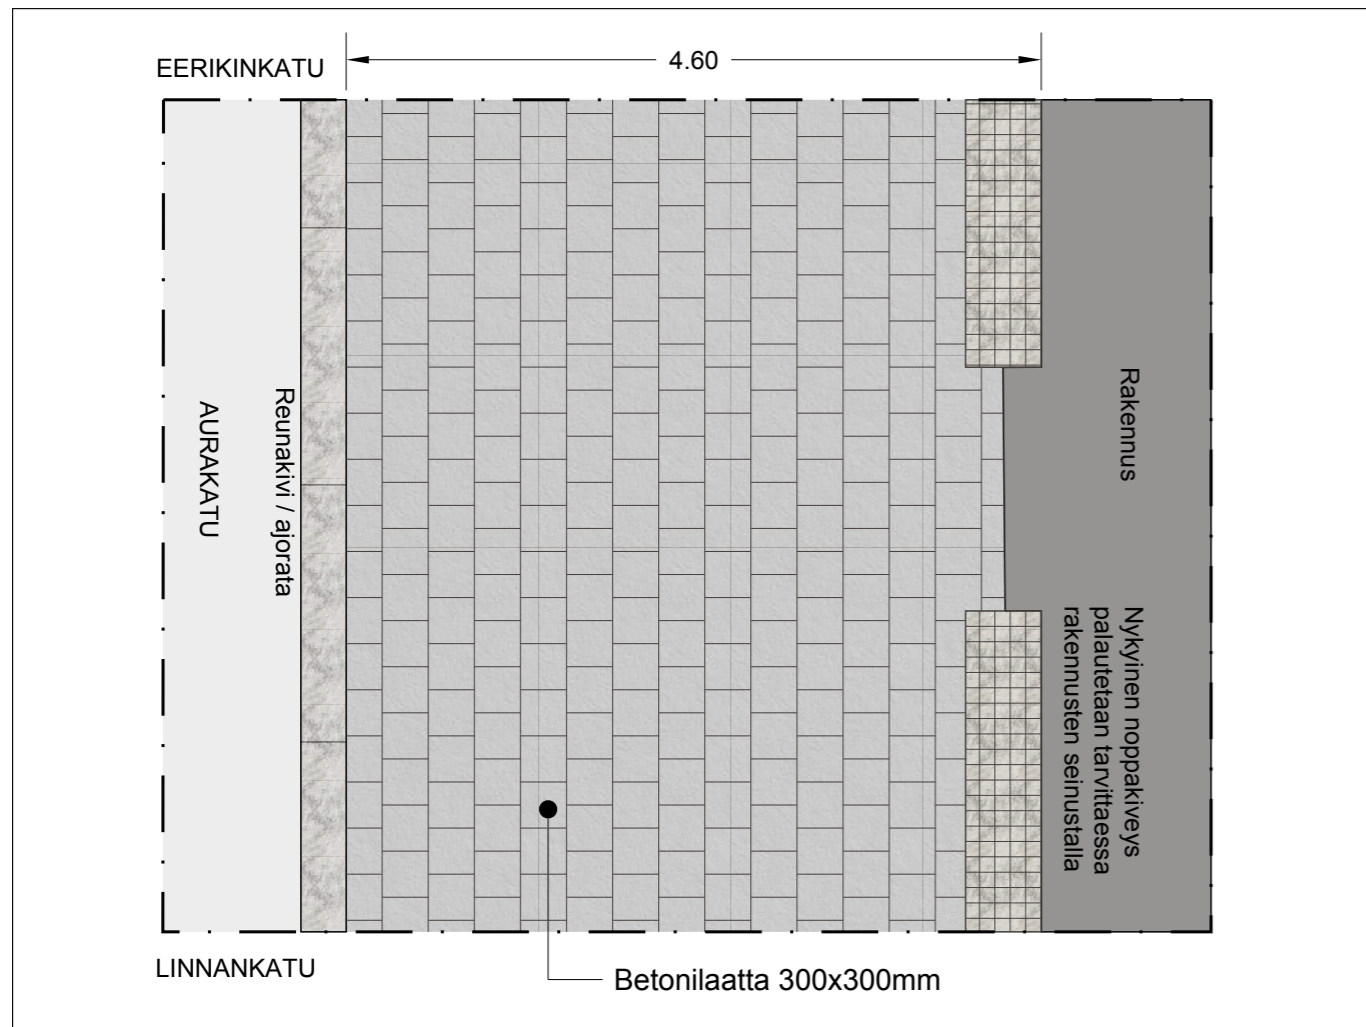 EERIKINKATU
4.60
AURAKATU
Reunakivi / ajorata
Rakennus
Nykyinen noppakiveys
palautetaan tarvittaessa
rakennusten seinustalla
LINNANKATU
Betonilaatta 300x300mm